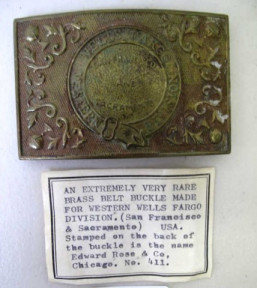 SACRAMENTO
AN EXTREMELY VERY RARE
BRASS BELT BUCKLE MADE
FOR WESTERN WELLS FARGO
DIVISION.(San Francisco
& Sacramento) USA.
Stamped on the back of
the buckle is the name
Edward Rose & Co,
Chicago. No. 411.